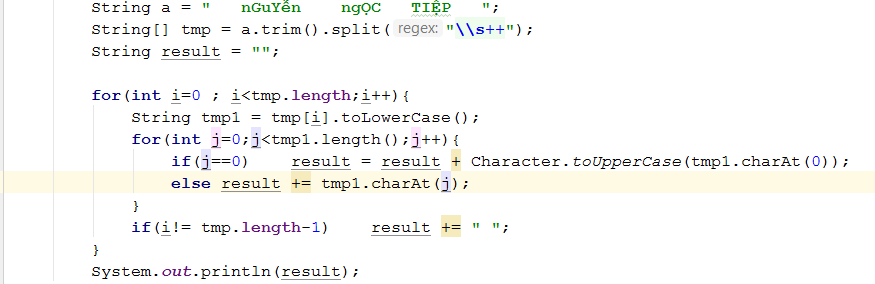 String a = "   nGuYễn    ngỌC   TIỆP   ";
String[] tmp = a.trim().split( regex: "\\s++");
String result = "";
for(int i=0 ; i<tmp.length;i++){
String tmp1 = tmp[i].toLowerCase();
for(int j=0;j<tmp1.length();j++){
if(j==0)    result = result + Character.toUpperCase(tmp1.charAt(0));
else result += tmp1.charAt(j);
}
if(i!= tmp.length-1)    result += " ";
}
System.out.println(result);